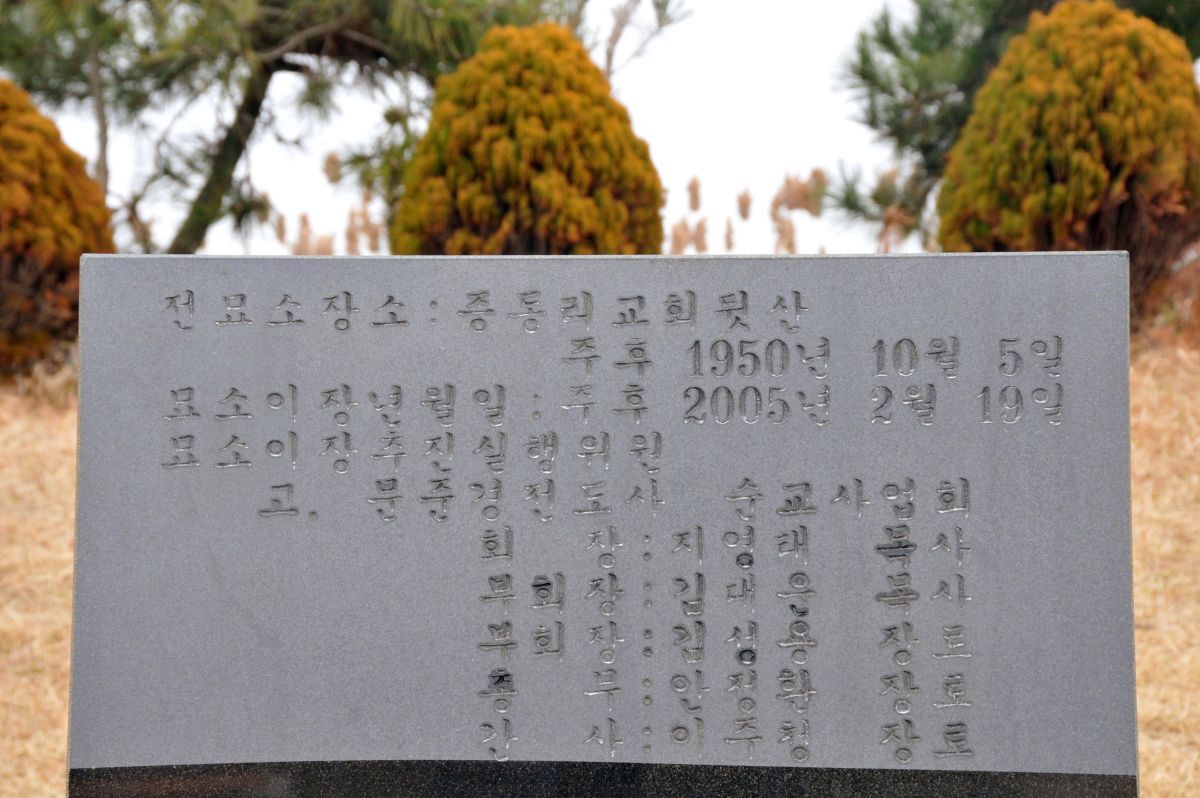 전묘소장소:증동리교회뒷산
주후 1950년 10월 5일
묘소이장년월일:주후 2005년 2월 19일
묘소이장추진실행위원
고. 문준경전도사 순교사업회
회 장:지영태 목사
부회장:김대운 목사
부회장:김성용 장로
총 무:안정환 장로
간 사:이주청 장로